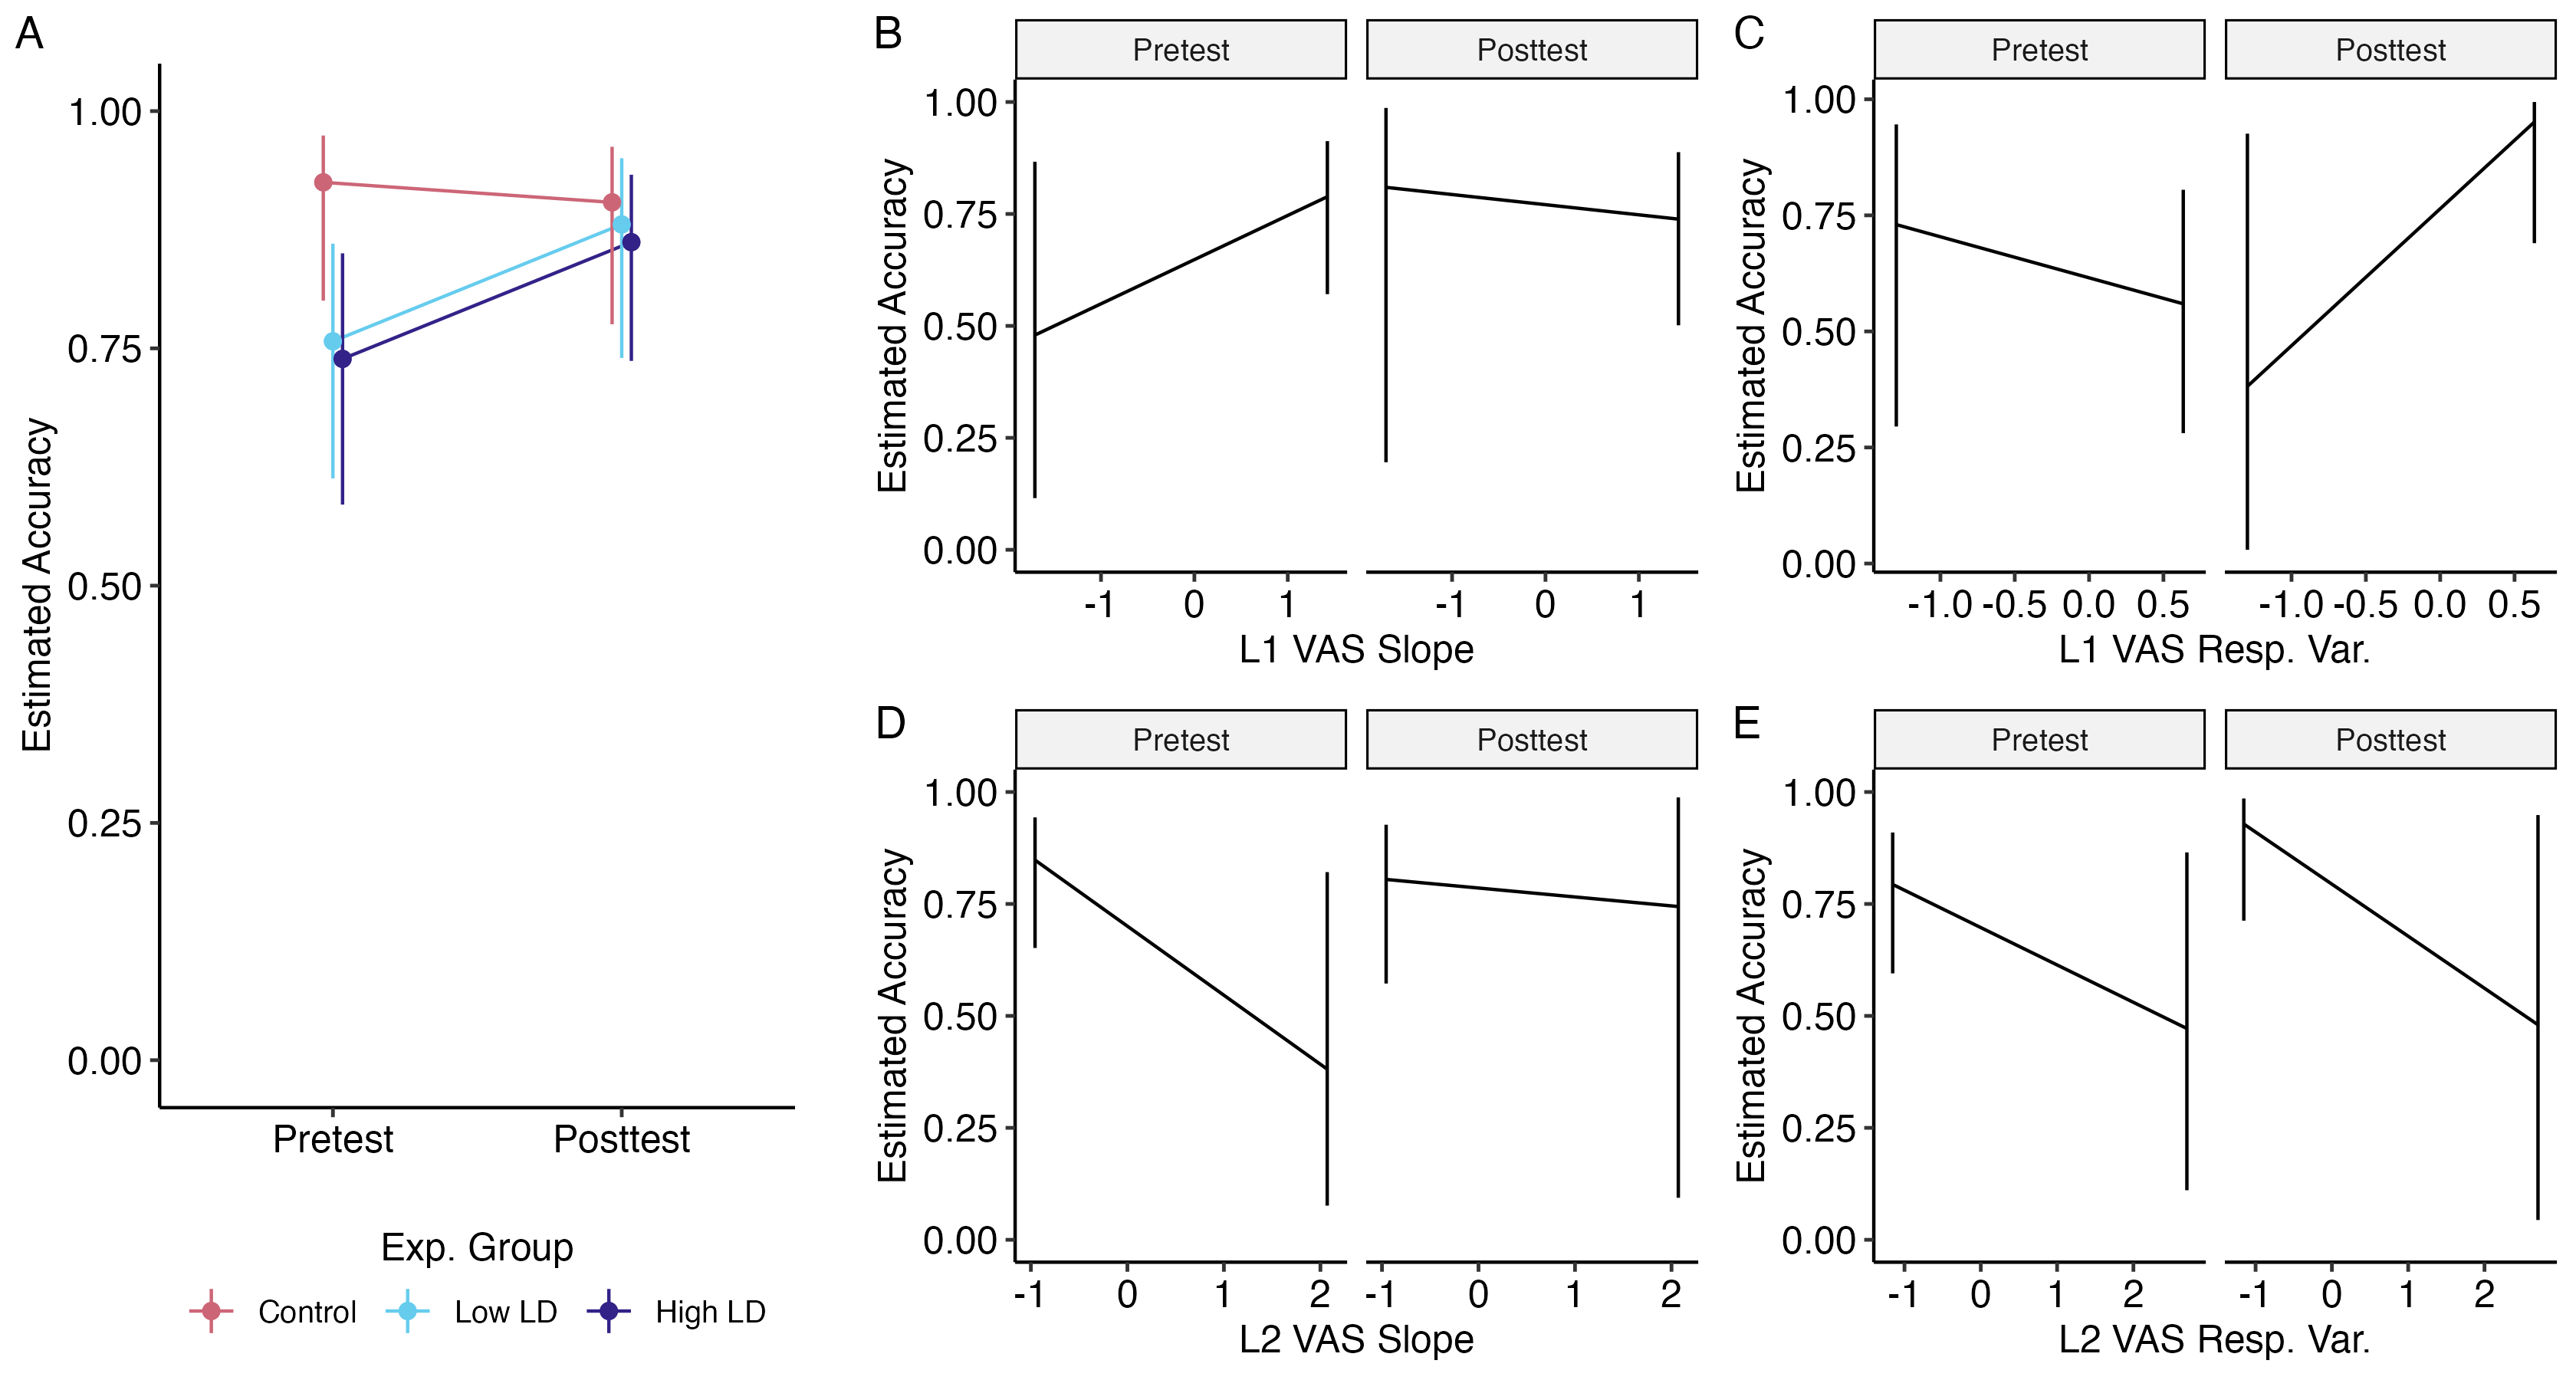 A
Estimated Accuracy
1.00
0.75
0.50
0.25
0.00
Pretest Posttest
Exp. Group
Control Low LD High LD
B
Pretest Posttest
Estimated Accuracy
1.00
0.75
0.50
0.25
0.00
-1 0 1 -1 0 1
L1 VAS Slope
C
Pretest Posttest
Estimated Accuracy
1.00
0.75
0.50
0.25
0.00
-1.0 -0.5 0.0 0.5 -1.0 -0.5 0.0 0.5
L1 VAS Resp. Var.
D
Pretest Posttest
Estimated Accuracy
1.00
0.75
0.50
0.25
0.00
-1 0 1 2 -1 0 1 2
L2 VAS Slope
E
Pretest Posttest
Estimated Accuracy
1.00
0.75
0.50
0.25
0.00
-1 0 1 2 -1 0 1 2
L2 VAS Resp. Var.